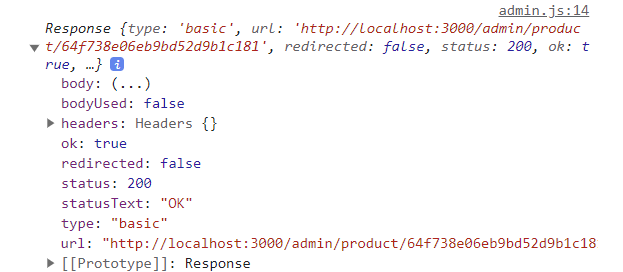 admin.js:14
Response {type: 'basic', url: 'http://localhost:3000/admin/produc
t/64f738e06eb9bd52d9b1c181', redirected: false, status: 200, ok: t
rue, …} i
body: (...)
bodyUsed: false
headers: Headers {}
ok: true
redirected: false
status: 200
statusText: "OK"
type: "basic"
url: "http://localhost:3000/admin/product/64f738e06eb9bd52d9b1c18
[[Prototype]]: Response